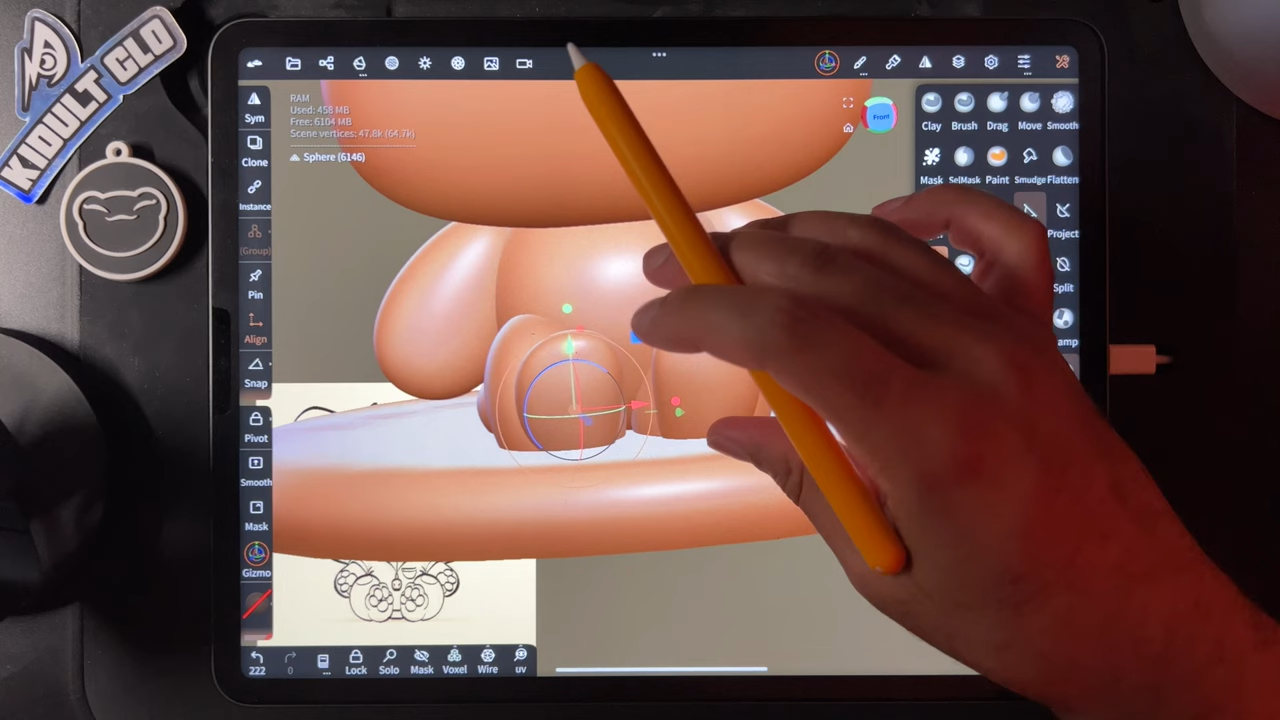 KIDULT CLO
RAM
Used: 458 MB
Free: 6104 MB
Scene vertices: 47.8k (64.7k)
Sphere (6146)
Front
Sym
Clone
Instance
(Group)
Pin
Align
Snap
Pivot
Smooth
Mask
Gizmo
Clay Brush Drag Move Smooth
Mask SelMask Paint Smudge Flatten
Project
Split
amp
222 0 Lock Solo Mask Voxel Wire uv